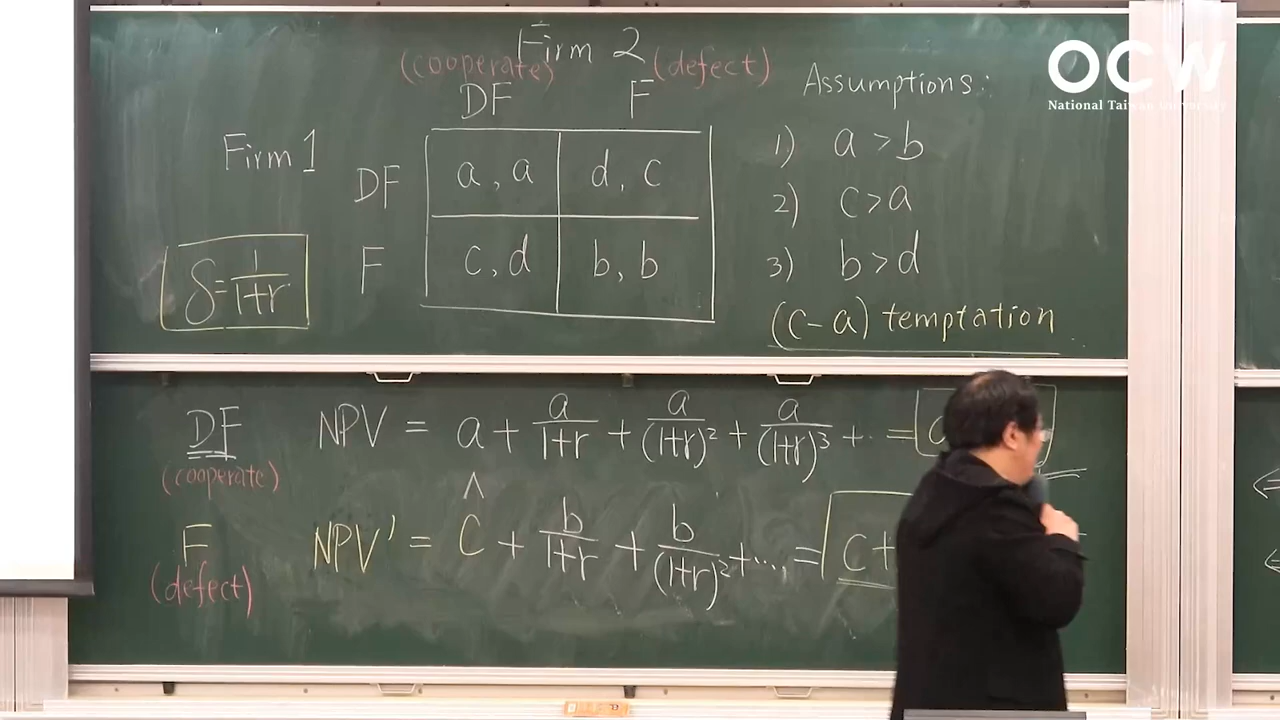 Firm 2
(cooperate) (defect)
DF F
Firm 1
DF a, a d, c
F c, d b, b
δ = 1/(1+r)
Assumptions:
1) a > b
2) c > a
3) b > d
(c-a) temptation
DF NPV = a + a/(1+r) + a/(1+r)² + a/(1+r)³ + ·· =
(cooperate)
F NPV' = ĉ + b/(1+r) + b/(1+r)² + ···· = c+
(defect)
OCW
National Taiwan University